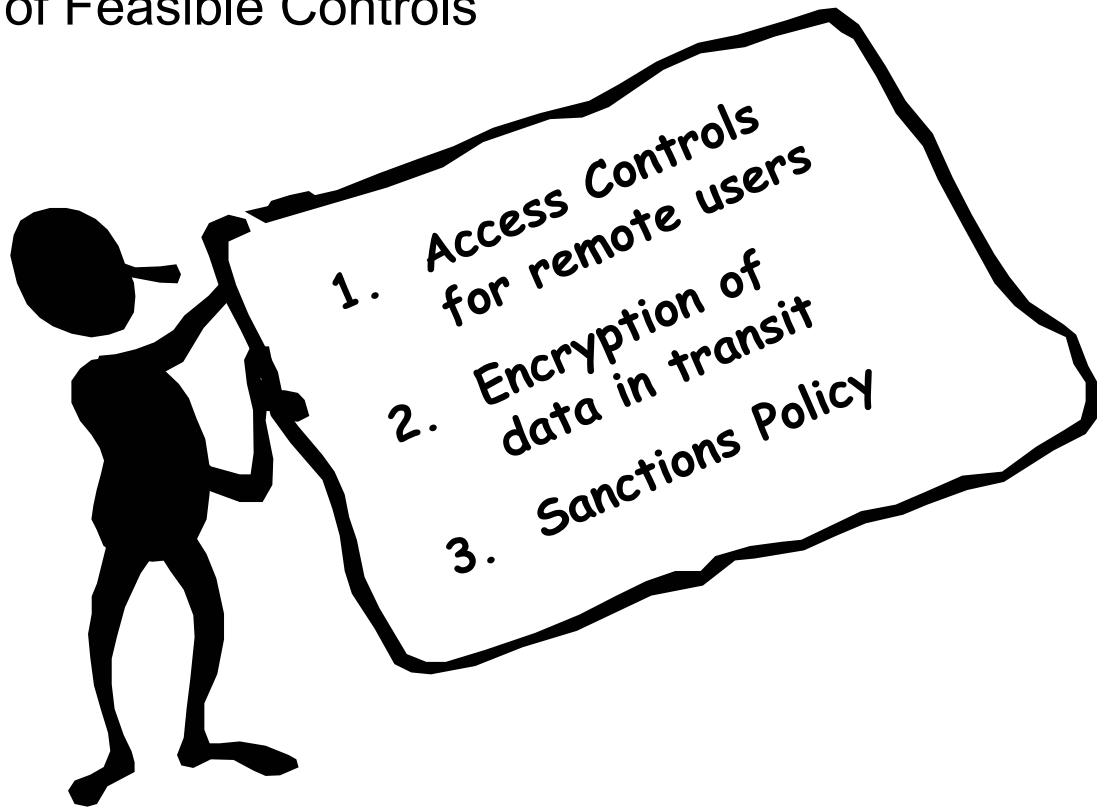 of Feasible Controls
1. Access Controls
for remote users
2. Encryption of
data in transit
3. Sanctions Policy